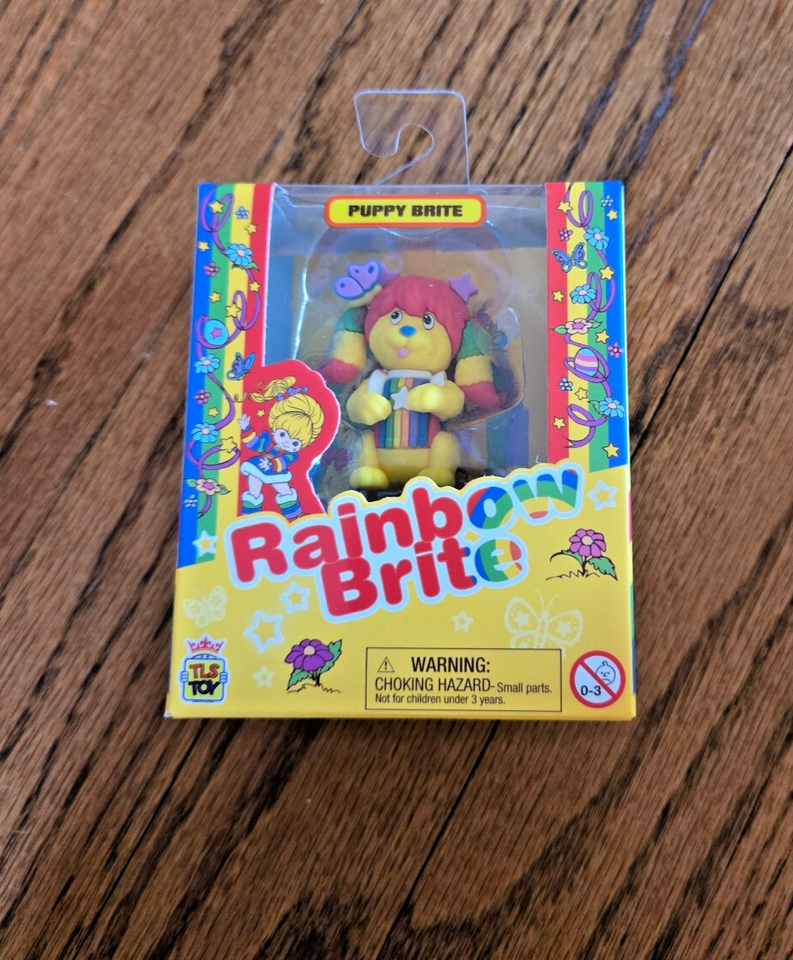 PUPPY BRITE
Rainbow
Brite
TLS
TOY
WARNING:
CHOKING HAZARD-Small parts.
Not for children under 3 years.
0-3